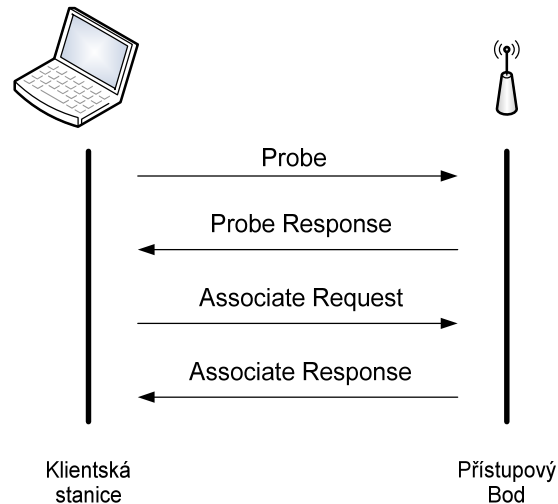 Probe
Probe Response
Associate Request
Associate Response
Klientská
stanice
Přístupový
Bod